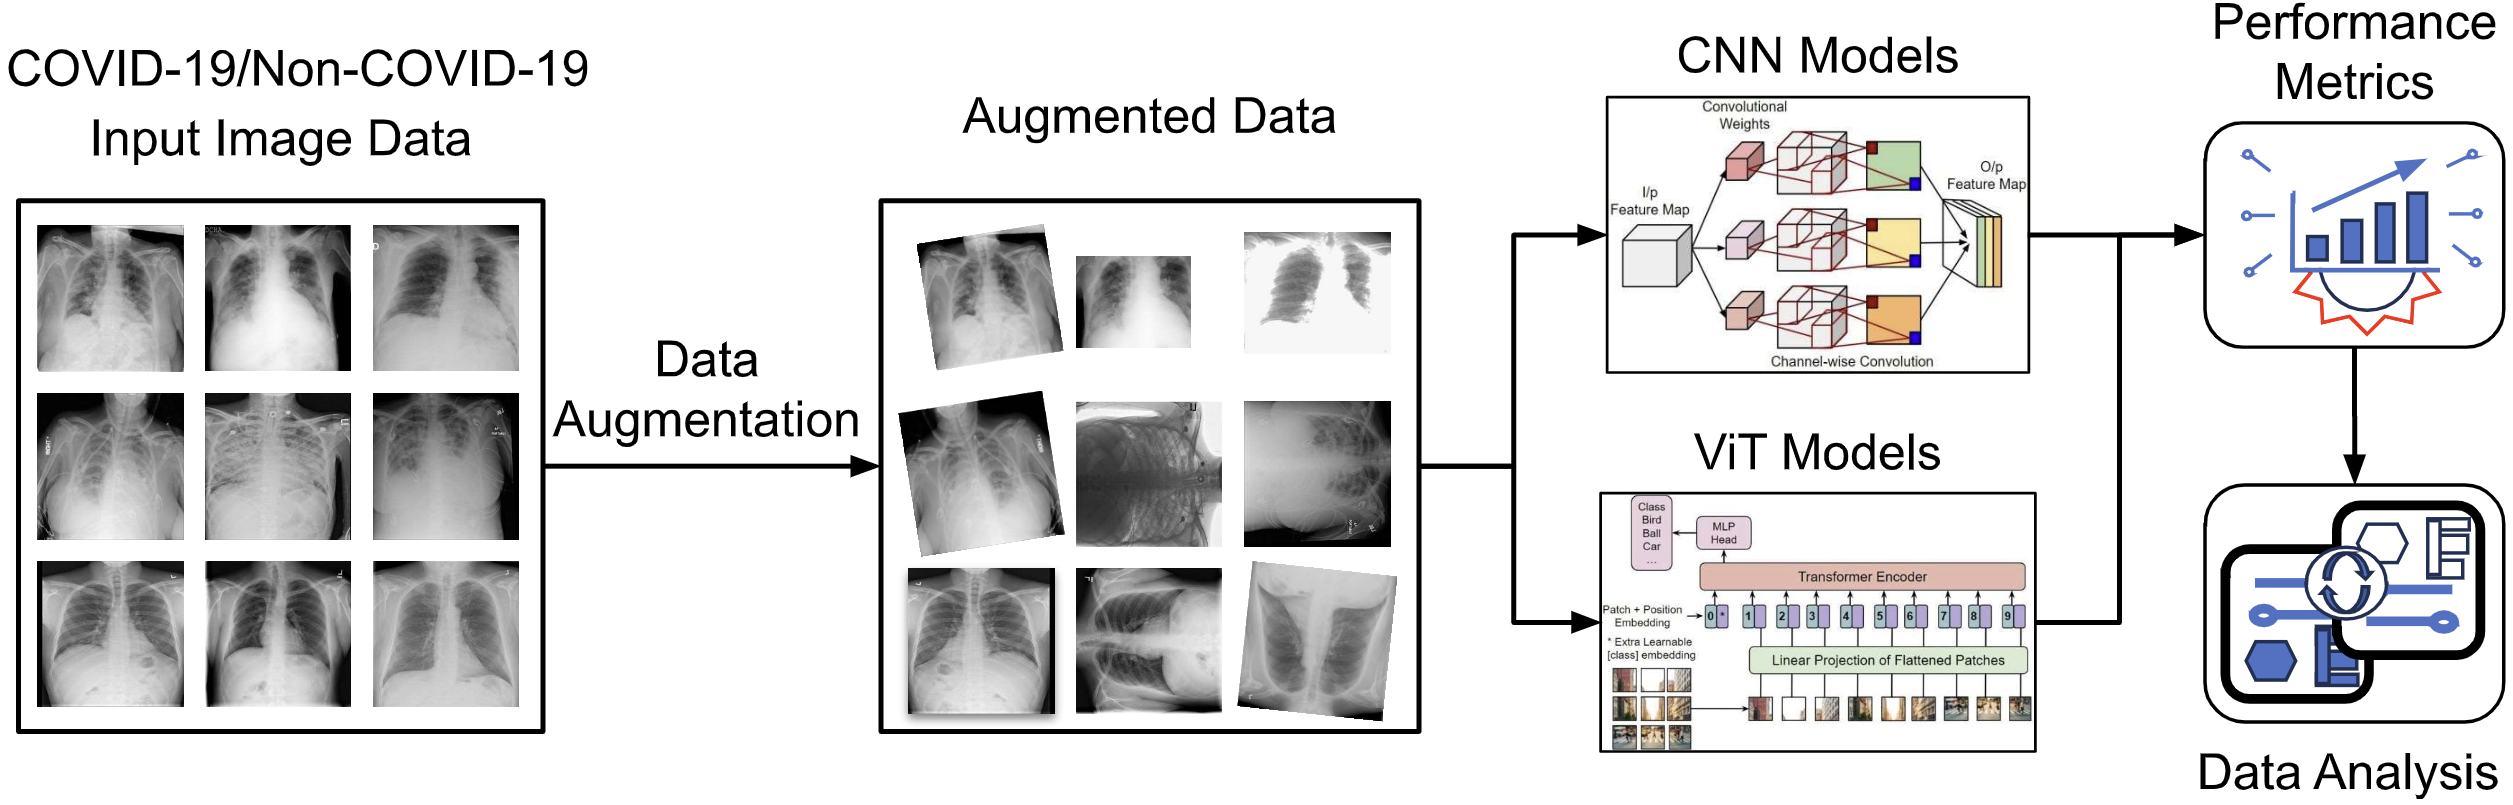 COVID-19/Non-COVID-19
Input Image Data
Data
Augmentation
Augmented Data
CNN Models
Convolutional
Weights
I/p
Feature Map
O/p
Feature Map
Channel-wise Convolution
ViT Models
Class
Bird
Ball
Car
...
MLP
Head
Transformer Encoder
Patch + Position
Embedding
0 * 1 2 3 4 5 6 7 8 9
* Extra Learnable
[class] embedding
Linear Projection of Flattened Patches
Performance
Metrics
Data Analysis